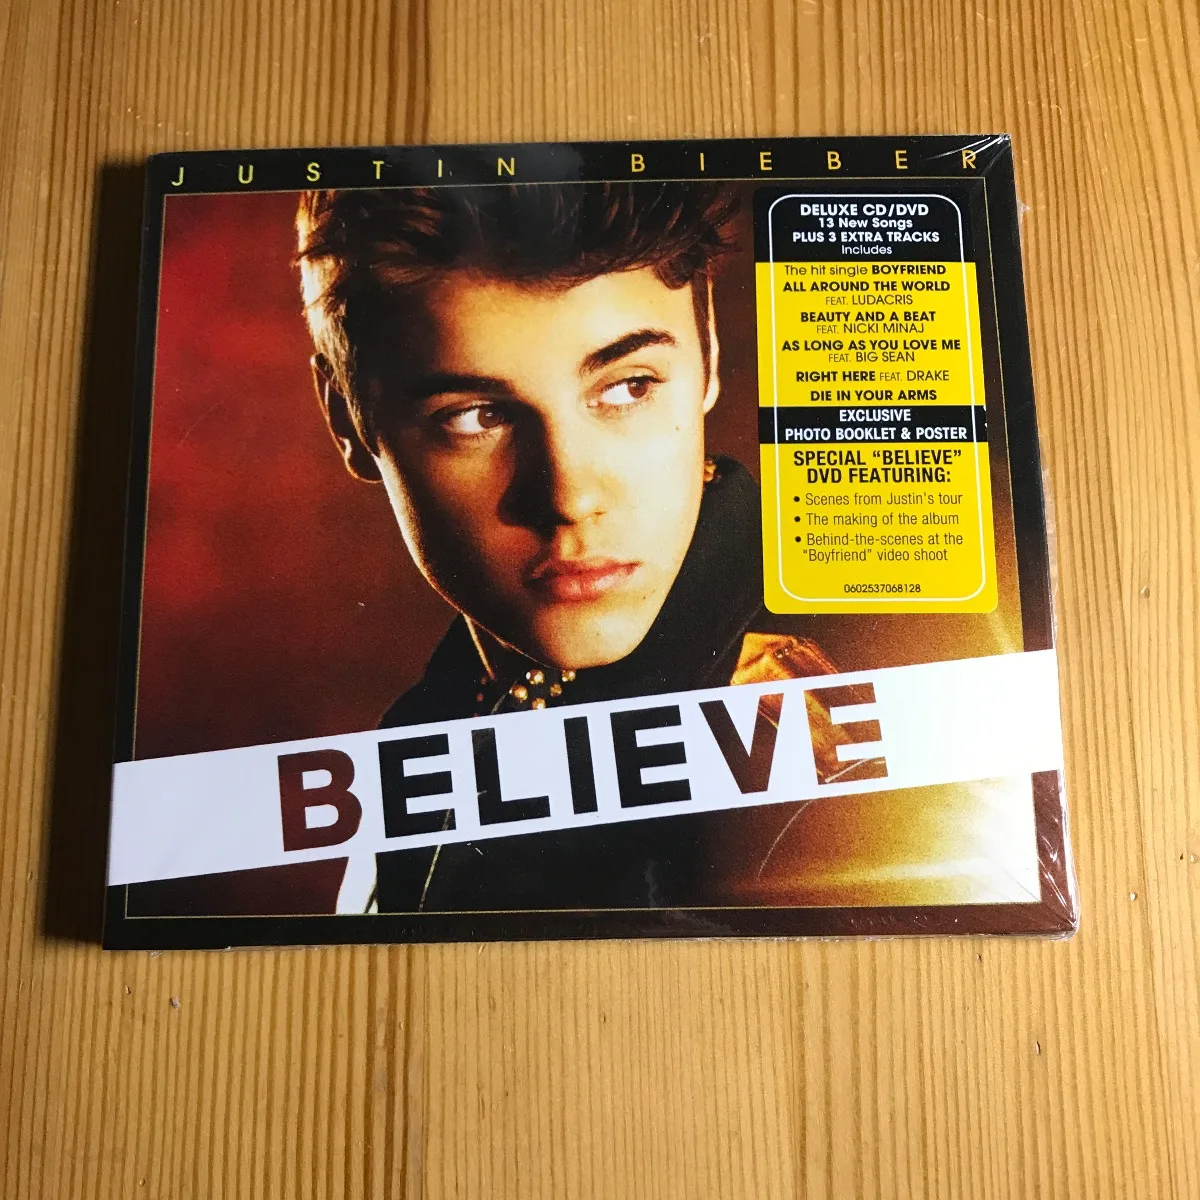 JUSTIN BIEBER
DELUXE CD/DVD
13 New Songs
PLUS 3 EXTRA TRACKS
Includes
The hit single BOYFRIEND
ALL AROUND THE WORLD
FEAT. LUDACRIS
BEAUTY AND A BEAT
FEAT. NICKI MINAJ
AS LONG AS YOU LOVE ME
FEAT. BIG SEAN
RIGHT HERE FEAT. DRAKE
DIE IN YOUR ARMS
EXCLUSIVE
PHOTO BOOKLET & POSTER
SPECIAL “BELIEVE”
DVD FEATURING:
• Scenes from Justin's tour
• The making of the album
• Behind-the-scenes at the
“Boyfriend” video shoot
0602537068128
BELIEVE